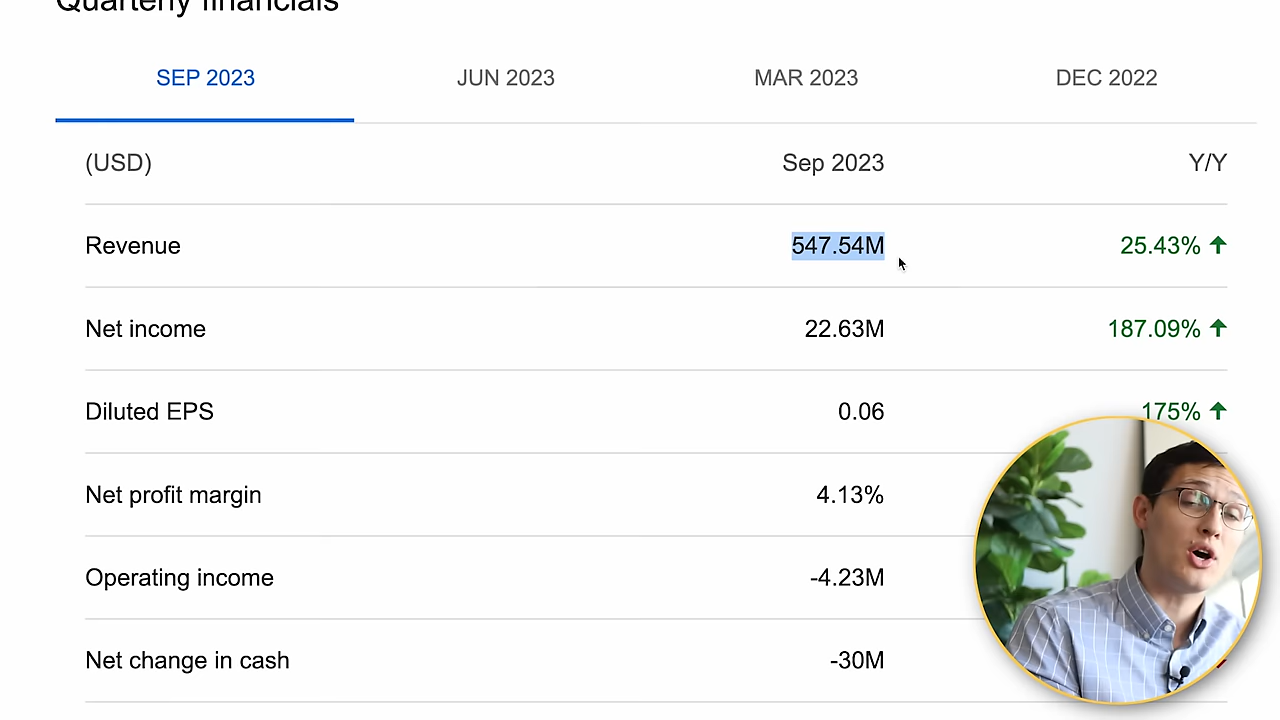 Quarterly financials
SEP 2023 JUN 2023 MAR 2023 DEC 2022
(USD) Sep 2023 Y/Y
Revenue 547.54M 25.43%
Net income 22.63M 187.09%
Diluted EPS 0.06 175%
Net profit margin 4.13%
Operating income -4.23M
Net change in cash -30M